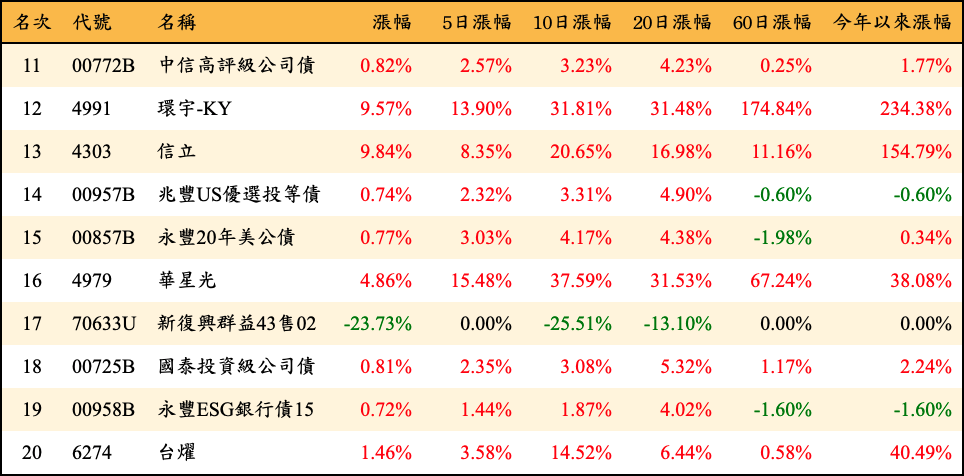 名次 代號 名稱 漲幅 5日漲幅 10日漲幅 20日漲幅 60日漲幅 今年以來漲幅
11 00772B 中信高評級公司債 0.82% 2.57% 3.23% 4.23% 0.25% 1.77%
12 4991 環宇-KY 9.57% 13.90% 31.81% 31.48% 174.84% 234.38%
13 4303 信立 9.84% 8.35% 20.65% 16.98% 11.16% 154.79%
14 00957B 兆豐US優選投等債 0.74% 2.32% 3.31% 4.90% -0.60% -0.60%
15 00857B 永豐20年美公債 0.77% 3.03% 4.17% 4.38% -1.98% 0.34%
16 4979 華星光 4.86% 15.48% 37.59% 31.53% 67.24% 38.08%
17 70633U 新復興群益43售02 -23.73% 0.00% -25.51% -13.10% 0.00% 0.00%
18 00725B 國泰投資級公司債 0.81% 2.35% 3.08% 5.32% 1.17% 2.24%
19 00958B 永豐ESG銀行債15 0.72% 1.44% 1.87% 4.02% -1.60% -1.60%
20 6274 台燿 1.46% 3.58% 14.52% 6.44% 0.58% 40.49%